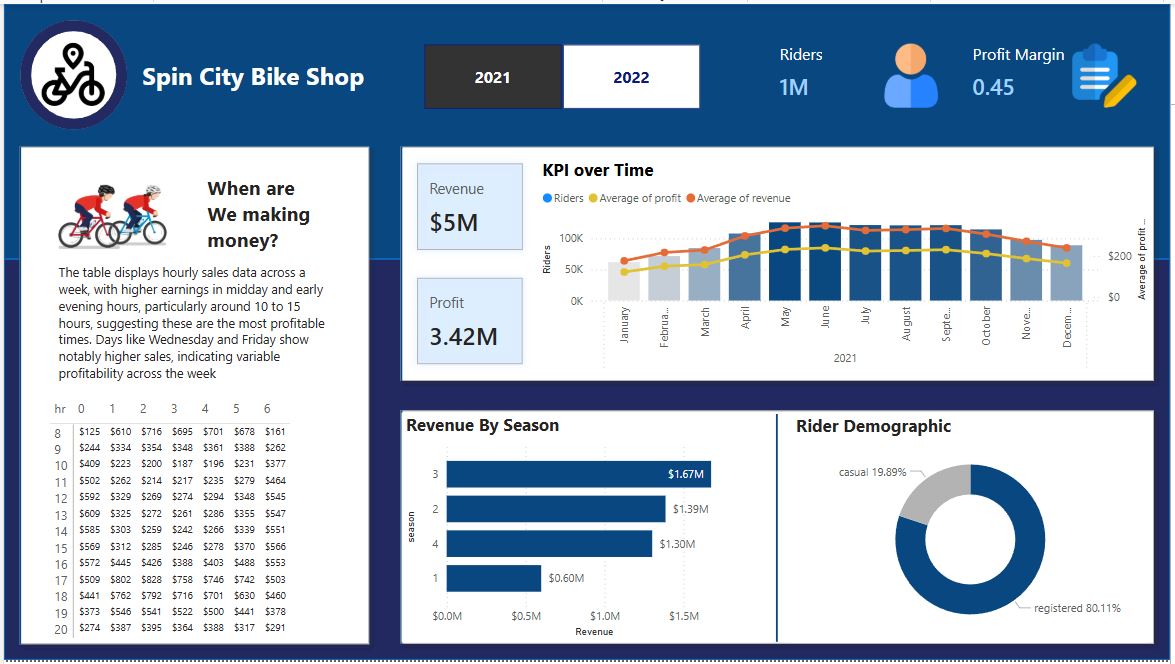 Spin City Bike Shop
2021
2022
Riders
1M
Profit Margin
0.45
When are
We making
money?
The table displays hourly sales data across a
week, with higher earnings in midday and early
evening hours, particularly around 10 to 15
hours, suggesting these are the most profitable
times. Days like Wednesday and Friday show
notably higher sales, indicating variable
profitability across the week
hr 0 1 2 3 4 5 6
8 $125 $610 $716 $695 $701 $678 $161
9 $244 $334 $354 $348 $361 $388 $262
10 $409 $223 $200 $187 $196 $231 $377
11 $502 $262 $214 $217 $235 $279 $464
12 $592 $329 $269 $274 $294 $348 $545
13 $609 $325 $272 $261 $286 $355 $547
14 $585 $303 $259 $242 $266 $339 $551
15 $569 $312 $285 $246 $278 $370 $566
16 $572 $445 $426 $388 $403 $488 $553
17 $509 $802 $828 $758 $746 $742 $503
18 $441 $762 $792 $716 $701 $630 $460
19 $373 $546 $541 $522 $500 $441 $378
20 $274 $387 $395 $364 $388 $317 $291
Revenue
$5M
Profit
3.42M
KPI over Time
Riders Average of profit Average of revenue
Riders
100K
50K
0K
$200
$0
Average of profit ...
January Februa... March April May June July August Septe... October Nove... Decem...
2021
Revenue By Season
season
3 $1.67M
2 $1.39M
4 $1.30M
1 $0.60M
$0.0M $0.5M $1.0M $1.5M
Revenue
Rider Demographic
casual 19.89%
registered 80.11%